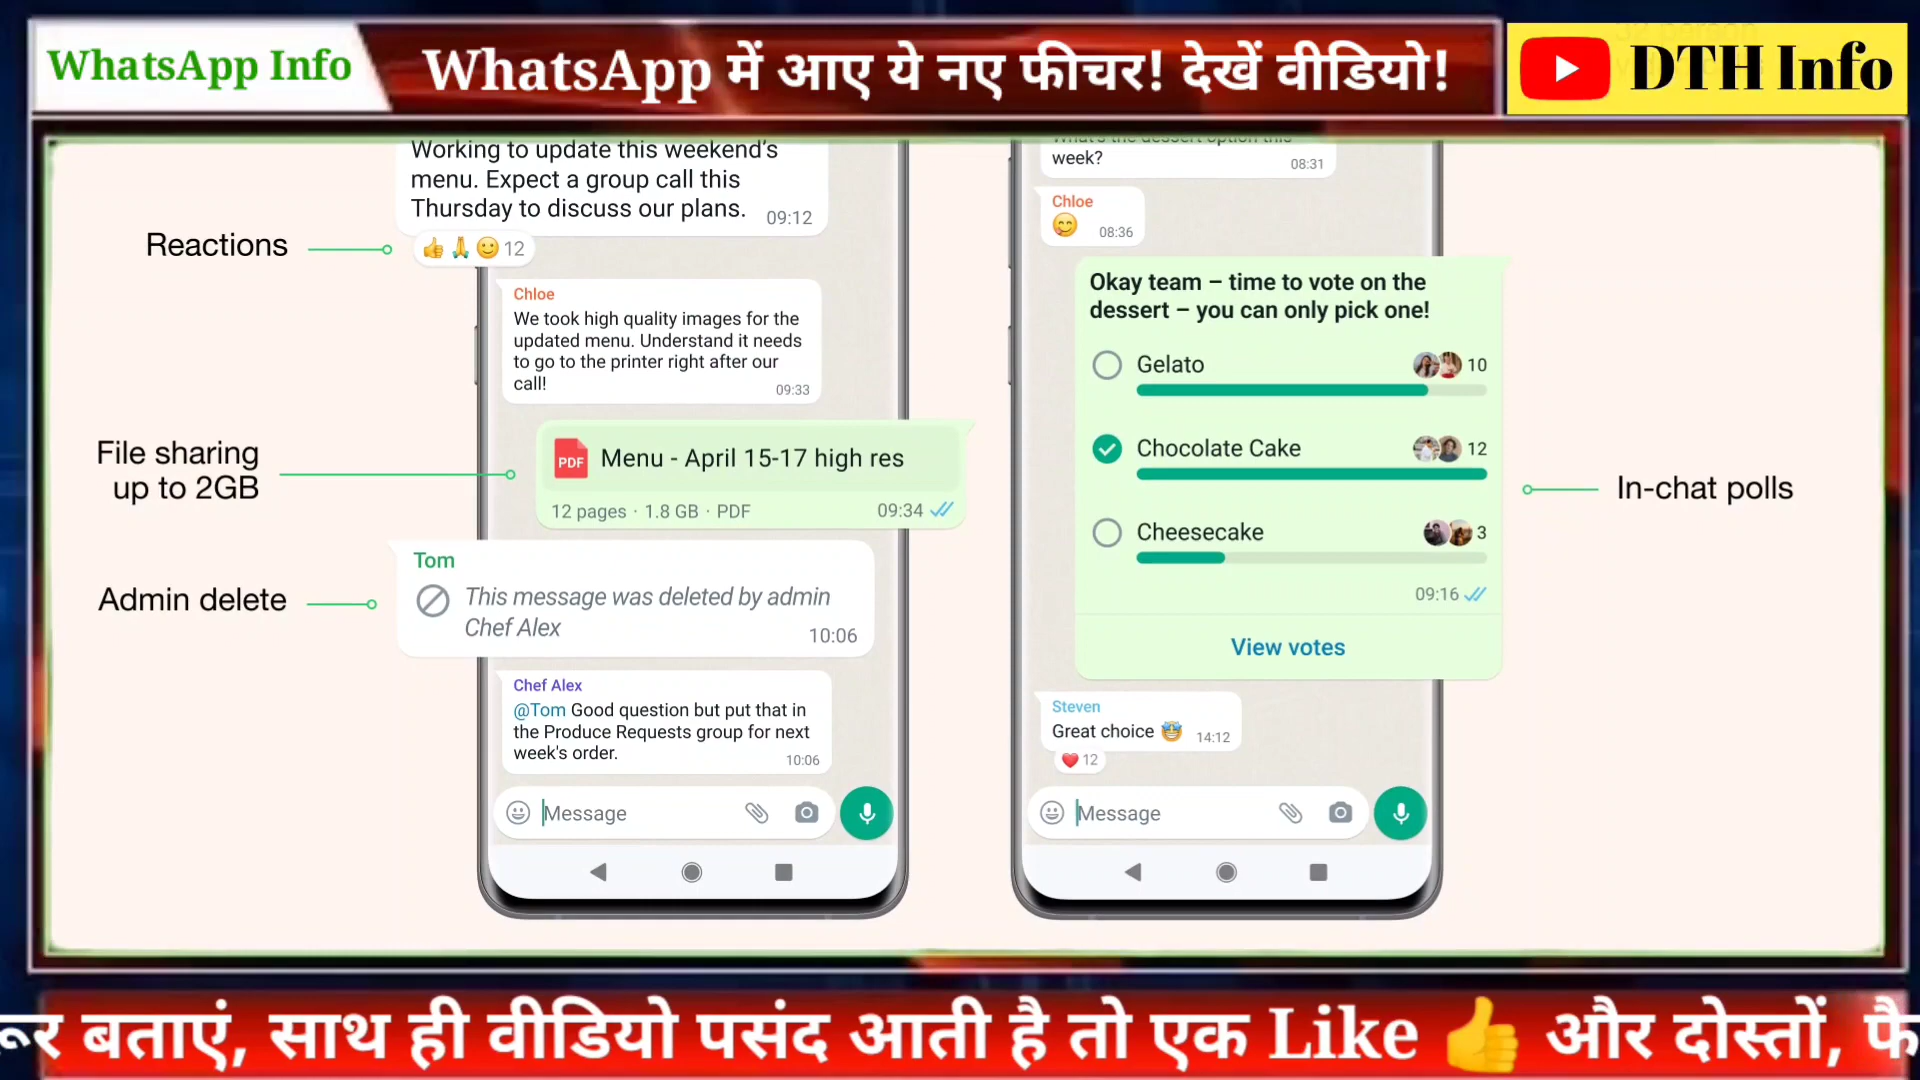 WhatsApp Info
WhatsApp में आए ये नए फीचर! देखें वीडियो!
DTH Info
Reactions
File sharing
up to 2GB
Admin delete
Working to update this weekend's
menu. Expect a group call this
Thursday to discuss our plans. 09:12
👍🙏🙂 12
Chloe
We took high quality images for the
updated menu. Understand it needs
to go to the printer right after our
call! 09:33
PDF Menu - April 15-17 high res
12 pages · 1.8 GB · PDF 09:34
Tom
This message was deleted by admin
Chef Alex 10:06
Chef Alex
@Tom Good question but put that in
the Produce Requests group for next
week's order. 10:06
Message
What's the dessert option this
week? 08:31
Chloe
😋 08:36
Okay team – time to vote on the
dessert – you can only pick one!
Gelato 10
Chocolate Cake 12
Cheesecake 3
09:16
View votes
Steven
Great choice 🤩 14:12
❤️ 12
Message
In-chat polls
बताएं, साथ ही वीडियो पसंद आती है तो एक Like 👍 और दोस्तों,